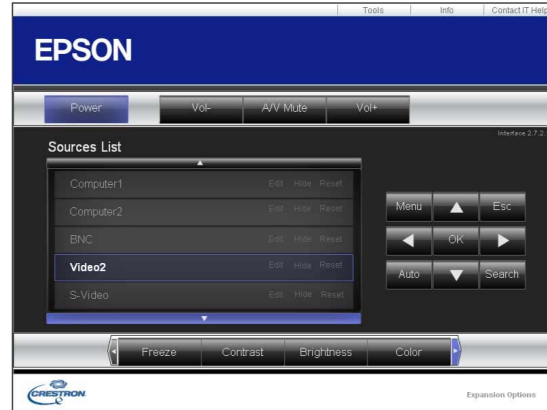 Tools Info Contact IT Help
EPSON
Power Vol- A/V Mute Vol+
Interface 2.7.2.
Sources List
Computer1 Edit Hide Reset
Computer2 Edit Hide Reset
BNC Edit Hide Reset
Video2 Edit Hide Reset
S-Video Edit Hide Reset
Menu Esc
OK
Auto Search
Freeze Contrast Brightness Color
CRESTRON
Expansion Options